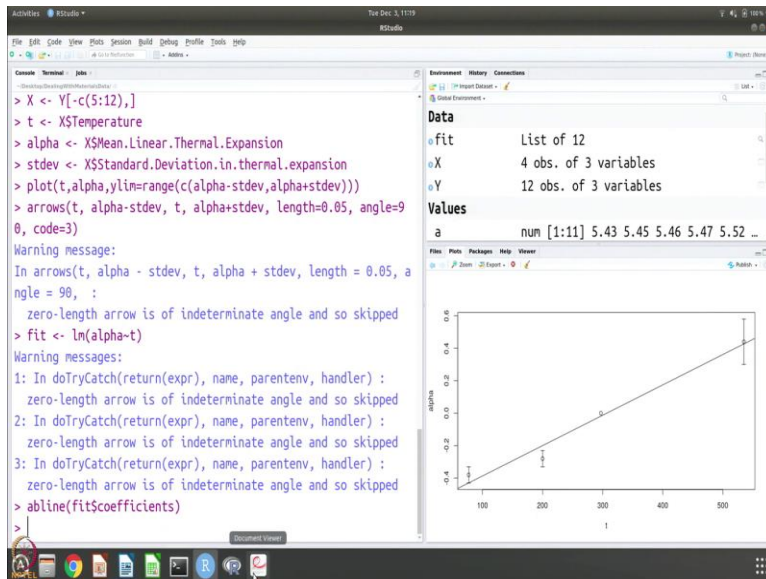 Activities RStudio Tue Dec 3, 11:19 100%
RStudio
File Edit Code View Plots Session Build Debug Profile Tools Help
Go to file/function Addins Project: (None)
Console Terminal Jobs
> X <- Y[-c(5:12),]
> t <- X$Temperature
> alpha <- X$Mean.Linear.Thermal.Expansion
> stdev <- X$Standard.Deviation.in.thermal.expansion
> plot(t,alpha,ylim=range(c(alpha-stdev,alpha+stdev)))
> arrows(t, alpha-stdev, t, alpha+stdev, length=0.05, angle=9
0, code=3)
Warning message:
In arrows(t, alpha - stdev, t, alpha + stdev, length = 0.05, a
ngle = 90, :
zero-length arrow is of indeterminate angle and so skipped
> fit <- lm(alpha~t)
Warning messages:
1: In doTryCatch(return(expr), name, parentenv, handler) :
zero-length arrow is of indeterminate angle and so skipped
2: In doTryCatch(return(expr), name, parentenv, handler) :
zero-length arrow is of indeterminate angle and so skipped
3: In doTryCatch(return(expr), name, parentenv, handler) :
zero-length arrow is of indeterminate angle and so skipped
> abline(fit$coefficients)
>
Document Viewer
Environment History Connections
Import Dataset List
Global Environment
Data
fit List of 12
X 4 obs. of 3 variables
Y 12 obs. of 3 variables
Values
a num [1:11] 5.43 5.45 5.46 5.47 5.52 …
Files Plots Packages Help Viewer
Zoom Export Publish
0.6
0.4
0.2
0.0
-0.2
-0.4
alpha
100 200 300 400 500
t
NPTEL